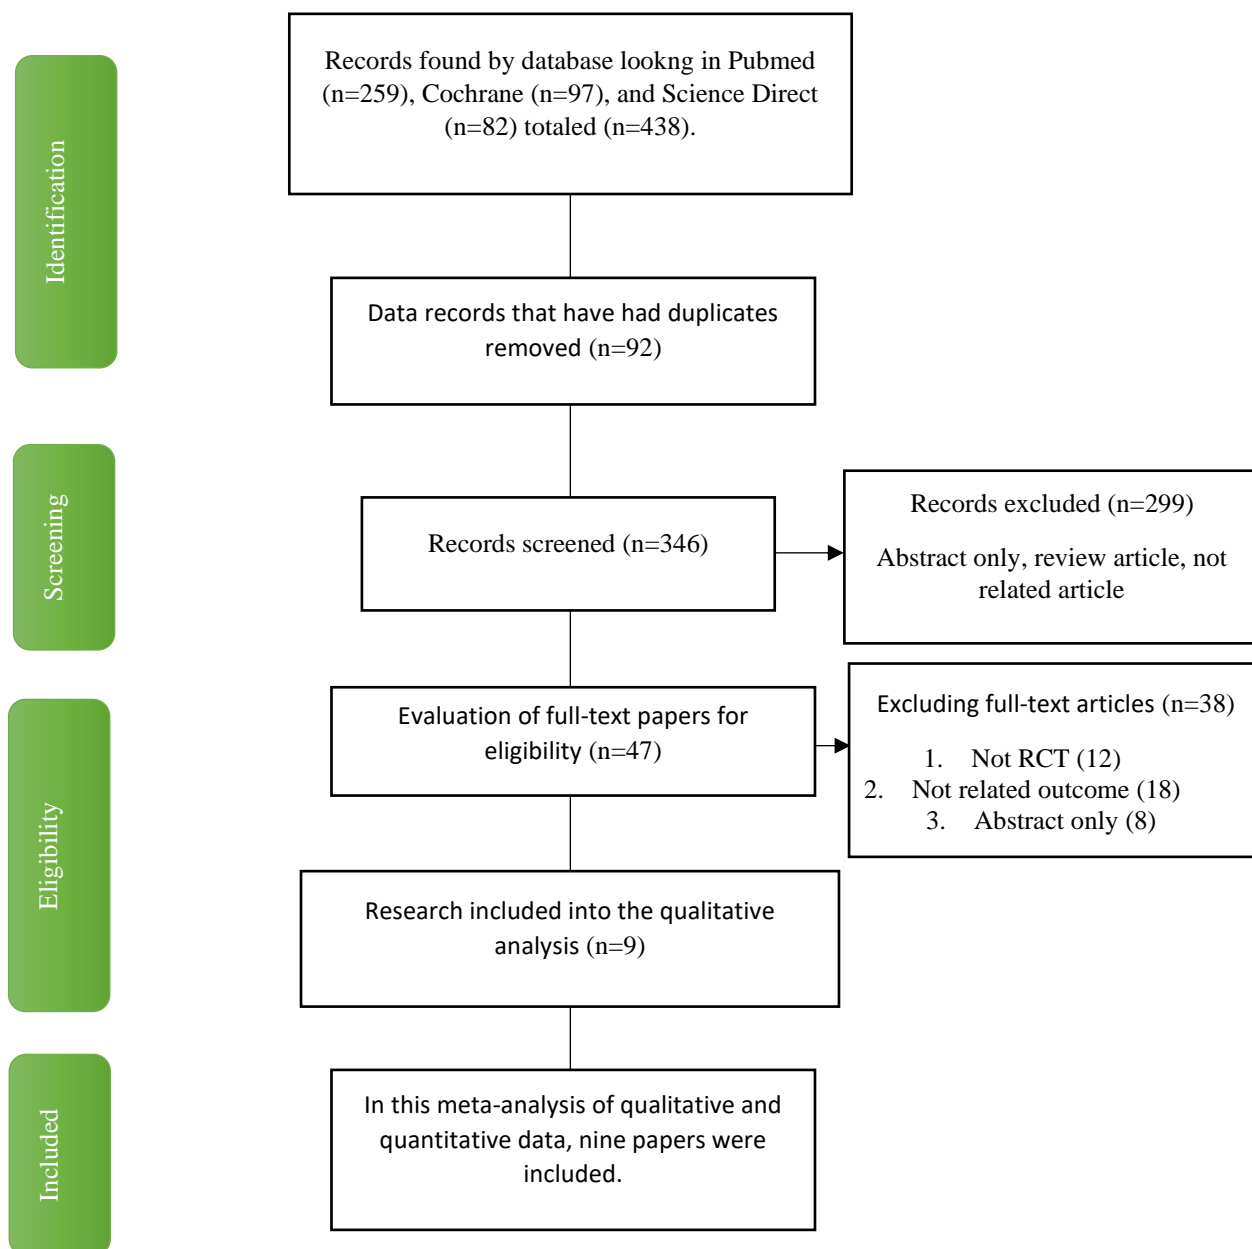 Identification
Records found by database lookng in Pubmed
(n=259), Cochrane (n=97), and Science Direct
(n=82) totaled (n=438).
Data records that have had duplicates
removed (n=92)
Screening
Records screened (n=346)
Records excluded (n=299)
Abstract only, review article, not
related article
Eligibility
Evaluation of full-text papers for
eligibility (n=47)
Excluding full-text articles (n=38)
1. Not RCT (12)
2. Not related outcome (18)
3. Abstract only (8)
Research included into the qualitative
analysis (n=9)
Included
In this meta-analysis of qualitative and
quantitative data, nine papers were
included.